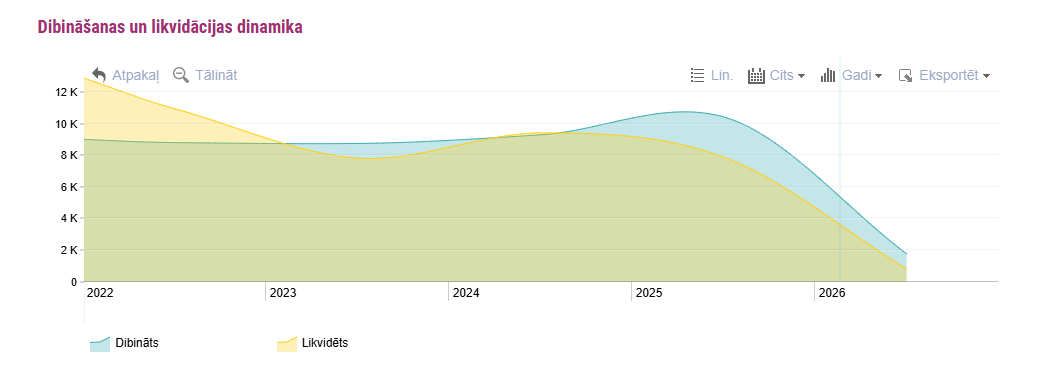 Dibināšanas un likvidācijas dinamika
Atpakaļ Tālināt Lin. Cits Gadi Eksportēt
12 K
10 K
8 K
6 K
4 K
2 K
0
2022 2023 2024 2025 2026
Dibināts Likvidēts